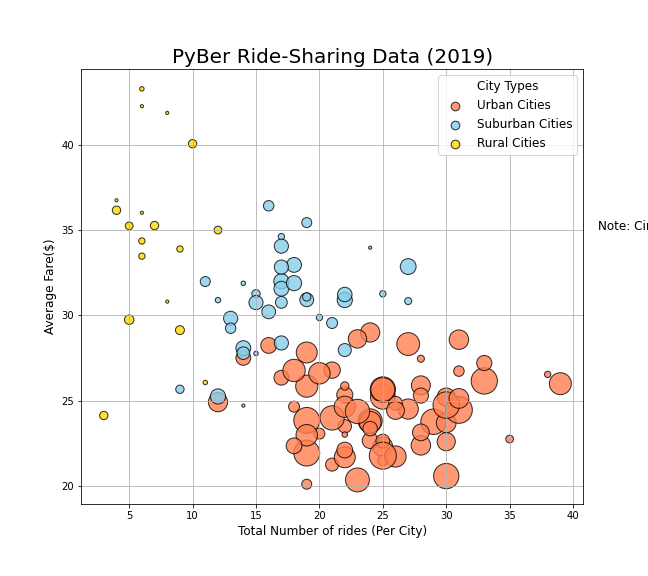 PyBer Ride-Sharing Data (2019)
City Types
Urban Cities
Suburban Cities
Rural Cities
40
35
30
25
20
Average Fare($)
Note:
5 10 15 20 25 30 35 40
Total Number of rides (Per City)